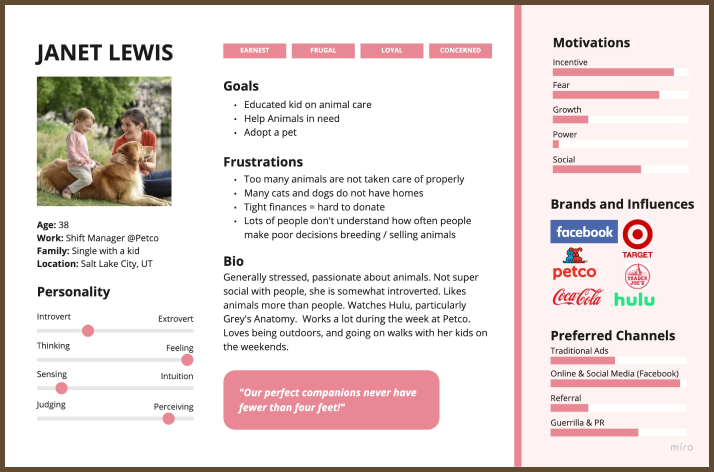 JANET LEWIS
Age: 38
Work: Shift Manager @Petco
Family: Single with a kid
Location: Salt Lake City, UT
Personality
Introvert
Extrovert
Thinking
Feeling
Sensing
Intuition
Judging
Perceiving
EARNEST
FRUGAL
LOYAL
CONCERNED
Goals
• Educated kid on animal care
• Help Animals in need
• Adopt a pet
Frustrations
• Too many animals are not taken care of properly
• Many cats and dogs do not have homes
• Tight finances = hard to donate
• Lots of people don't understand how often people
make poor decisions breeding / selling animals
Bio
Generally stressed, passionate about animals. Not super
social with people, she is somewhat introverted. Likes
animals more than people. Watches Hulu, particularly
Grey's Anatomy. Works a lot during the week at Petco.
Loves being outdoors, and going on walks with her kids on
the weekends.
"Our perfect companions never have
fewer than four feet!"
Motivations
Incentive
Fear
Growth
Power
Social
Brands and Influences
facebook
TARGET
petco
TRADER
JOE'S
Coca-Cola
hulu
Preferred Channels
Traditional Ads
Online & Social Media (Facebook)
Referral
Guerrilla & PR
miro